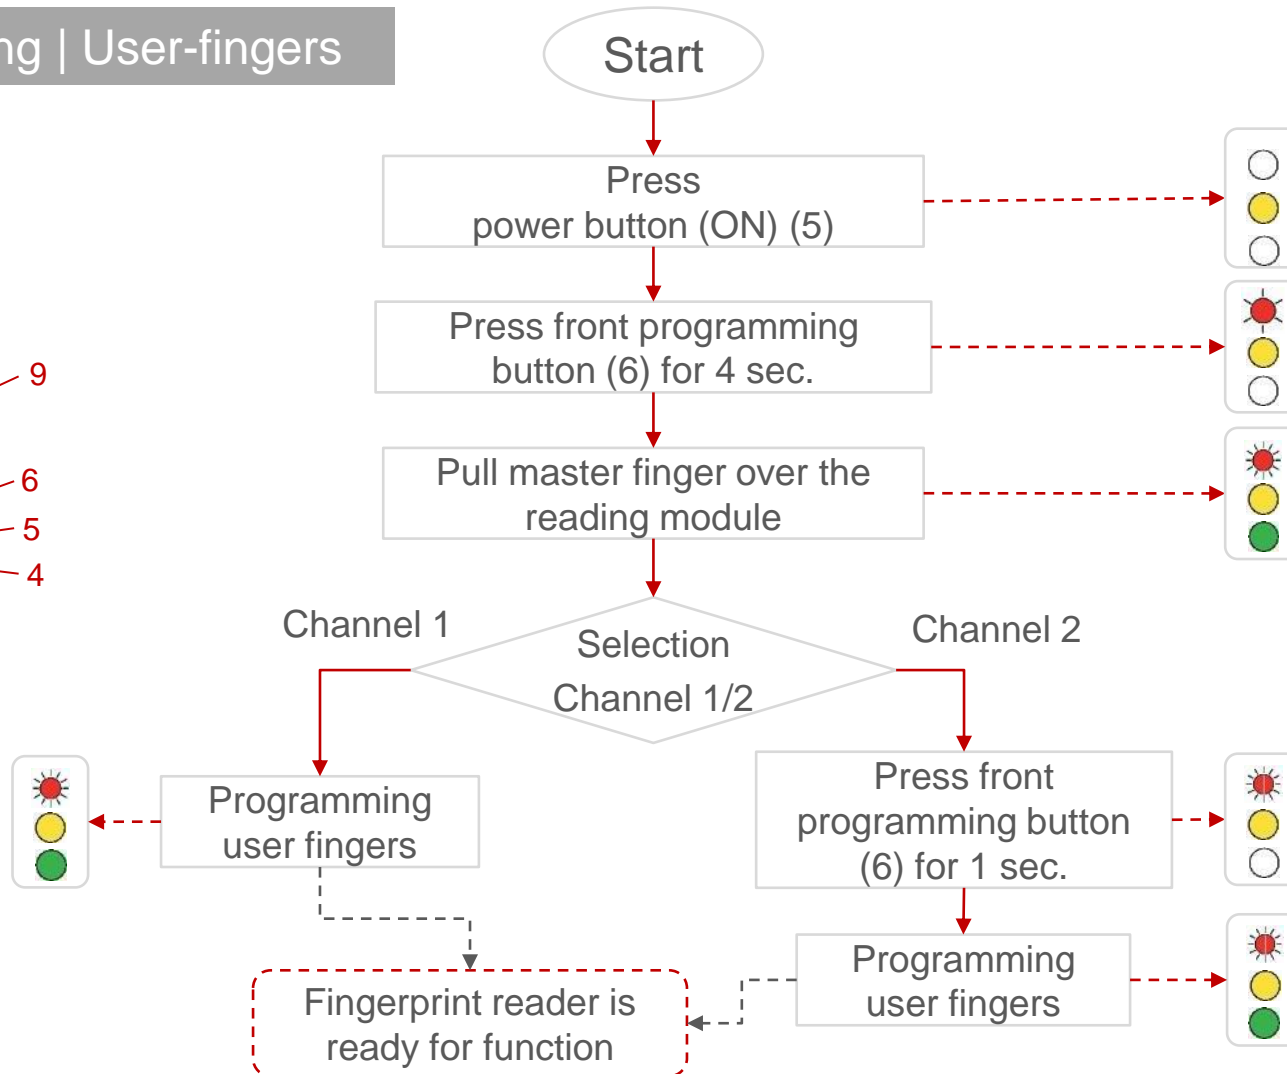 | User-fingers
Start
Press
power button (ON) (5)
Press front programming
button (6) for 4 sec.
9
6
5
4
Pull master finger over the
reading module
Channel 1
Selection
Channel 1/2
Channel 2
Programming
user fingers
Press front
programming button
(6) for 1 sec.
Programming
user fingers
Fingerprint reader is
ready for function